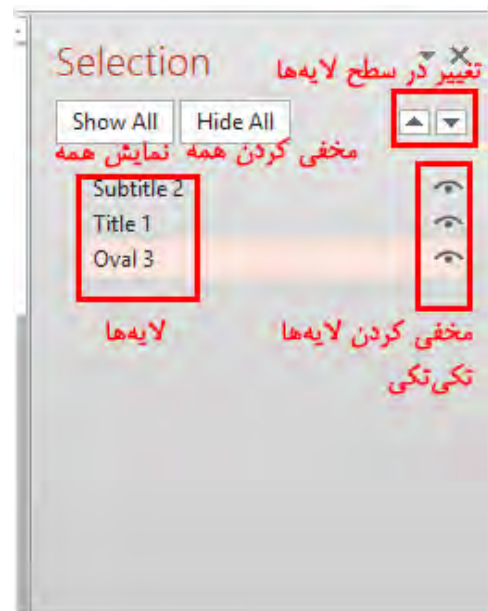 Selection
تغییر در سطح لایه‌ها
Show All
Hide All
نمایش همه
مخفی کردن همه
Subtitle 2
Title 1
Oval 3
لایه‌ها
مخفی کردن لایه‌ها
تکی‌تکی